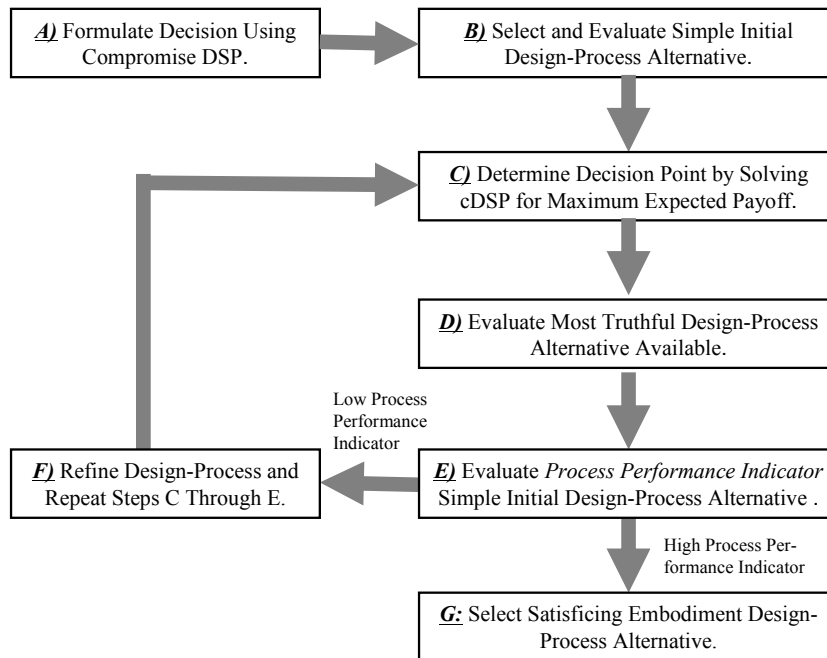 A) Formulate Decision Using
Compromise DSP.
B) Select and Evaluate Simple Initial
Design-Process Alternative.
C) Determine Decision Point by Solving
cDSP for Maximum Expected Payoff.
D) Evaluate Most Truthful Design-Process
Alternative Available.
Low Process
Performance
Indicator
F) Refine Design-Process and
Repeat Steps C Through E.
E) Evaluate Process Performance Indicator
Simple Initial Design-Process Alternative .
High Process Per-
formance Indicator
G: Select Satisficing Embodiment Design-
Process Alternative.